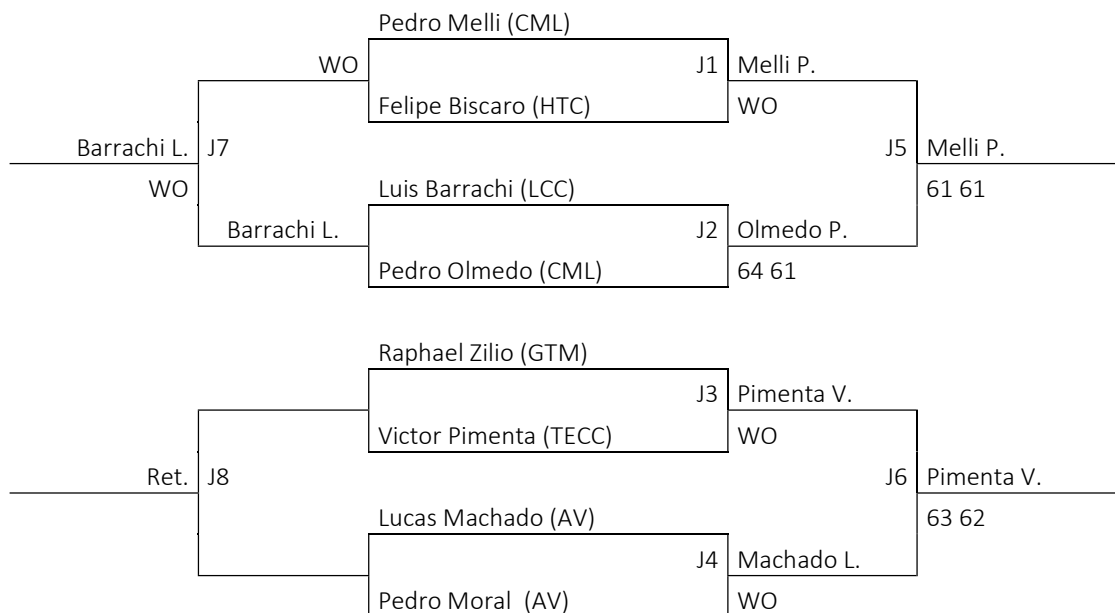 Pedro Melli (CML)
WO J1 Melli P.
Felipe Biscaro (HTC) WO
Barrachi L. J7 J5 Melli P.
WO Luis Barrachi (LCC) 61 61
Barrachi L. J2 Olmedo P.
Pedro Olmedo (CML) 64 61
Raphael Zilio (GTM)
J3 Pimenta V.
Victor Pimenta (TECC) WO
Ret. J8 J6 Pimenta V.
Lucas Machado (AV) 63 62
J4 Machado L.
Pedro Moral (AV) WO